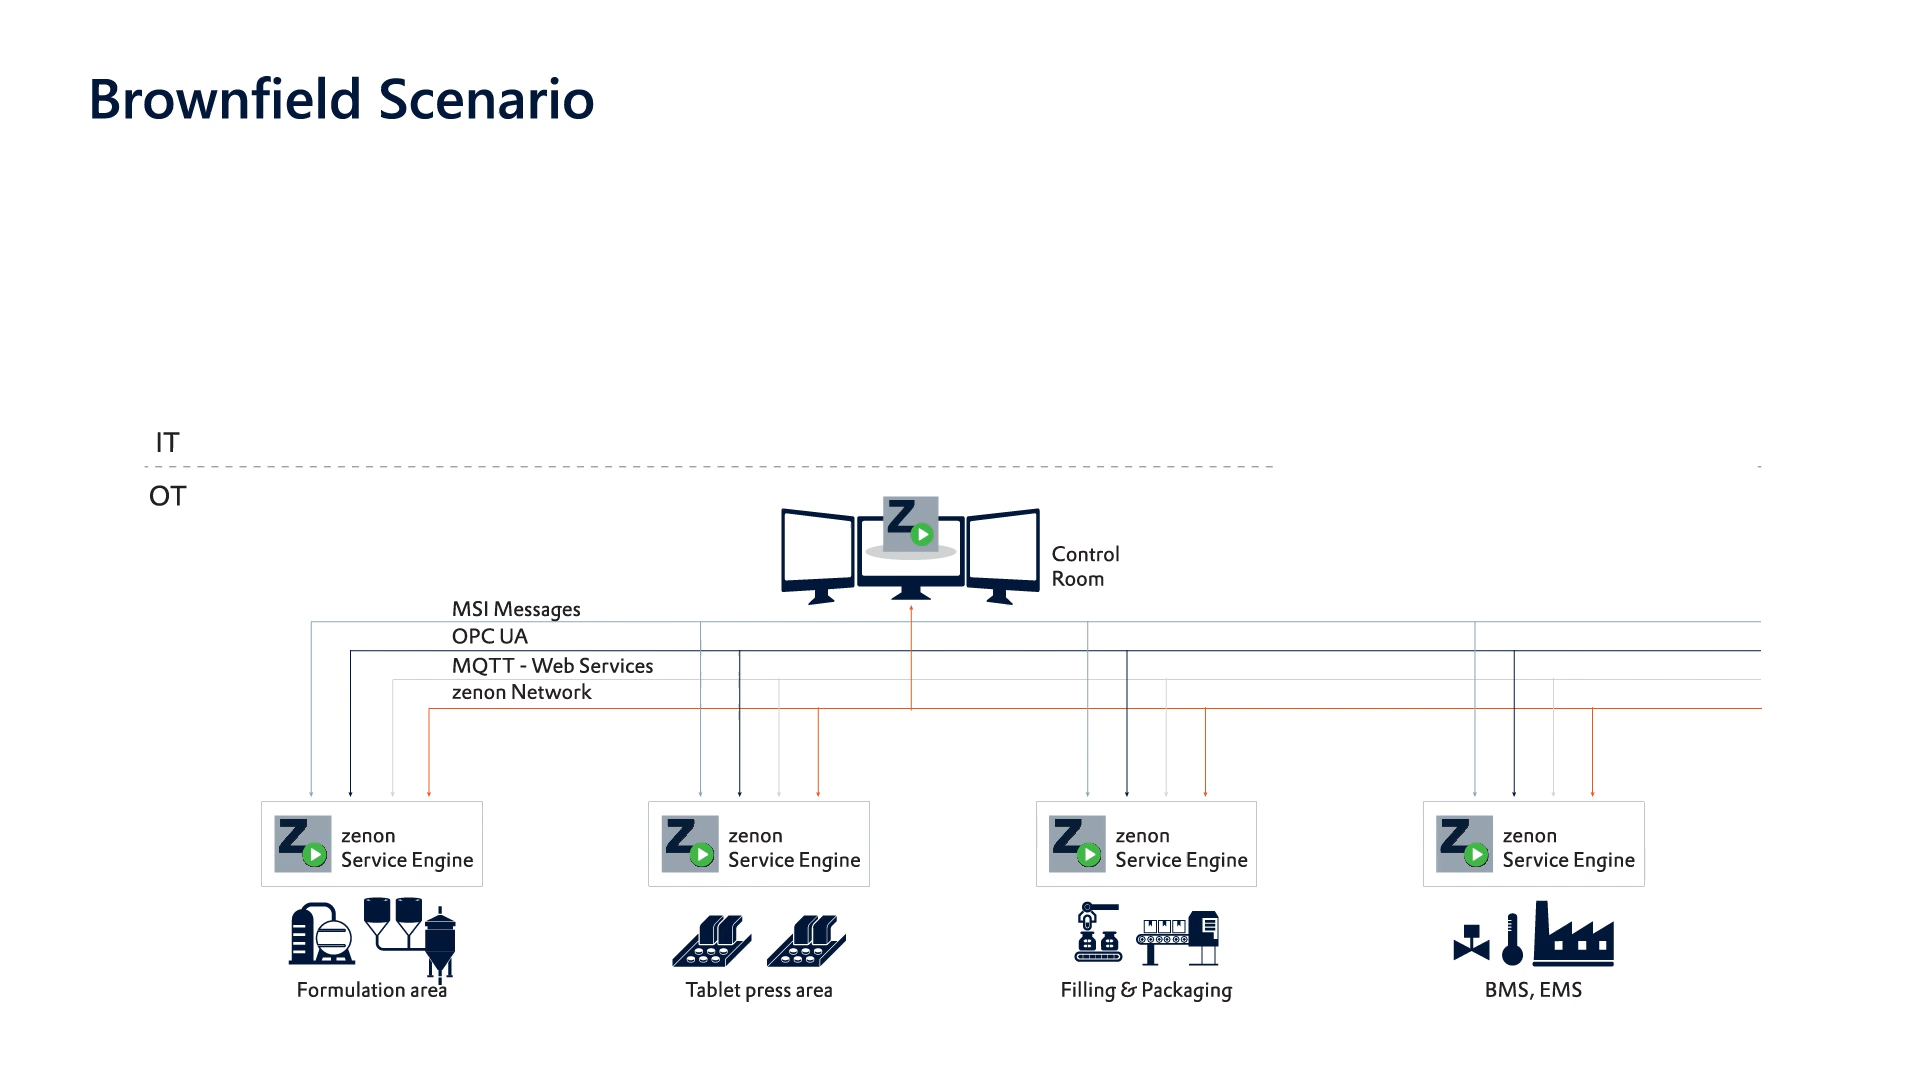 Brownfield Scenario
IT
OT
Control
Room
MSI Messages
OPC UA
MQTT - Web Services
zenon Network
zenon
Service Engine
zenon
Service Engine
zenon
Service Engine
zenon
Service Engine
Formulation area
Tablet press area
Filling & Packaging
BMS, EMS